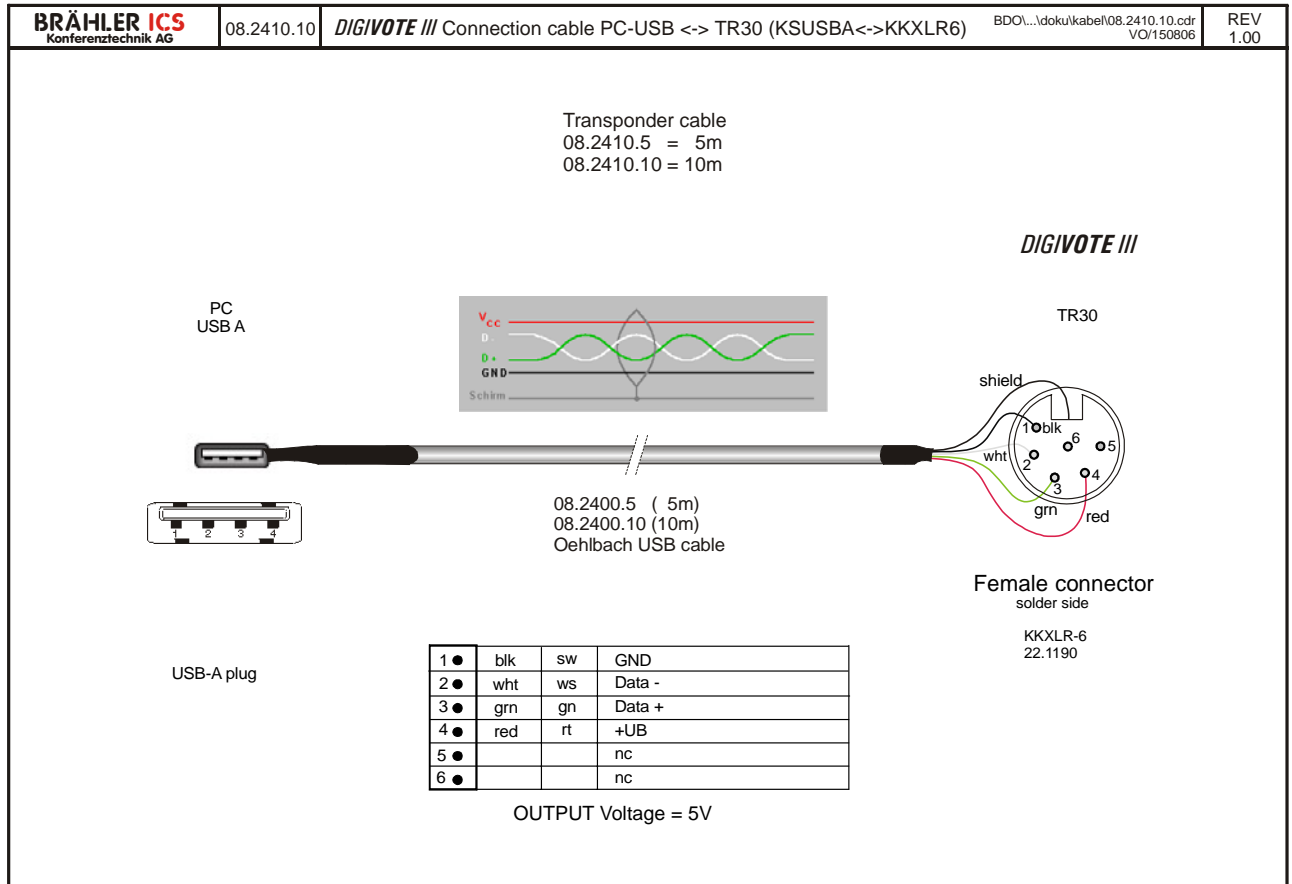 BRÄHLER ICS
Konferenztechnik AG
08.2410.10
DIGIVOTE III Connection cable PC-USB <-> TR30 (KSUSBA<->KKXLR6)
BDO\...\doku\kabel\08.2410.10.cdr
VO/150806
REV
1.00
Transponder cable
08.2410.5 = 5m
08.2410.10 = 10m
DIGIVOTE III
PC
USB A
TR30
Vcc
D -
D +
GND
Schirm
shield
1 blk
6
5
wht
2
4
3
grn
red
1 2 3 4
08.2400.5 ( 5m)
08.2400.10 (10m)
Oehlbach USB cable
Female connector
solder side
KKXLR-6
22.1190
USB-A plug
1 blk sw GND
2 wht ws Data -
3 grn gn Data +
4 red rt +UB
5 nc
6 nc
OUTPUT Voltage = 5V